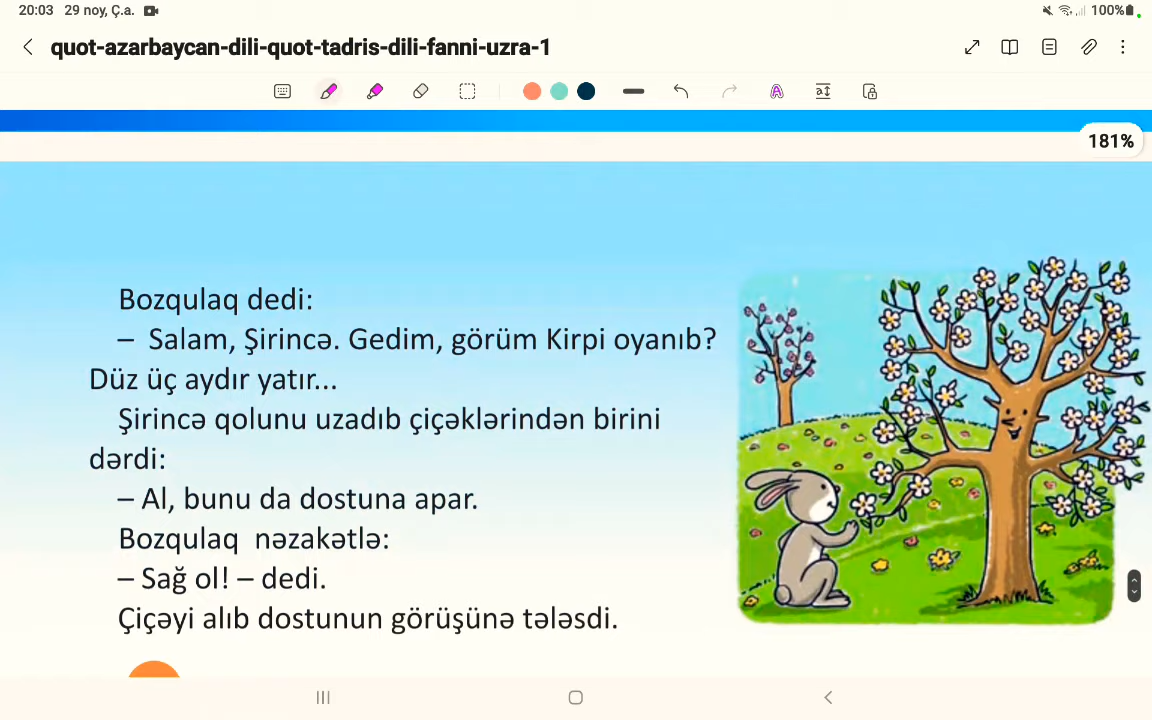 20:03 29 noy, Ç.a. 100%
quot-azarbaycan-dili-quot-tadris-dili-fanni-uzra-1
181%
Bozqulaq dedi:
– Salam, Şirincə. Gedim, görüm Kirpi oyanıb?
Düz üç aydır yatır...
Şirincə qolunu uzadıb çiçəklərindən birini
dərdi:
– Al, bunu da dostuna apar.
Bozqulaq nəzakətlə:
– Sağ ol! – dedi.
Çiçəyi alıb dostunun görüşünə tələsdi.